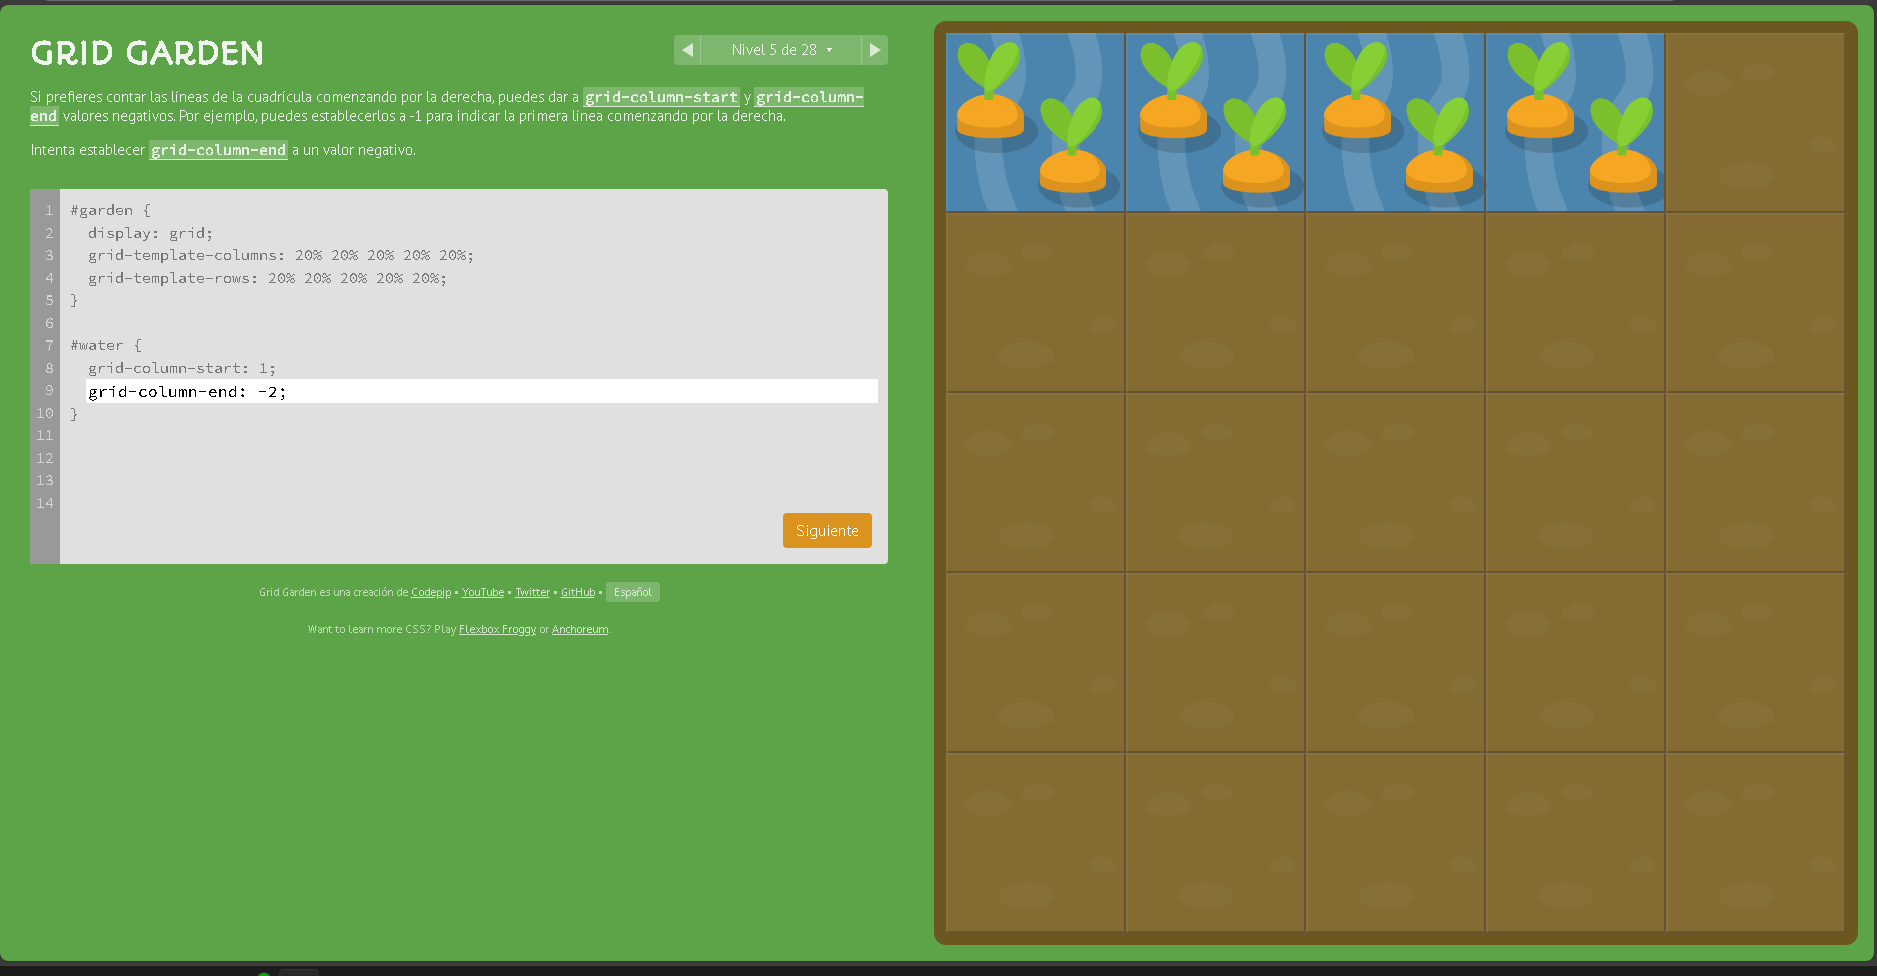 GRID GARDEN
Nivel 5 de 28
Si prefieres contar las líneas de la cuadrícula comenzando por la derecha, puedes dar a grid-column-start y grid-column-
end valores negativos. Por ejemplo, puedes establecerlos a -1 para indicar la primera línea comenzando por la derecha.
Intenta establecer grid-column-end a un valor negativo.
1 #garden {
2 display: grid;
3 grid-template-columns: 20% 20% 20% 20% 20%;
4 grid-template-rows: 20% 20% 20% 20% 20%;
5 }
6
7 #water {
8 grid-column-start: 1;
9 grid-column-end: -2;
10 }
11
12
13
14
Siguiente
Grid Garden es una creación de Codepip • YouTube • Twitter • GitHub • Español
Want to learn more CSS? Play Flexbox Froggy or Anchoreum.